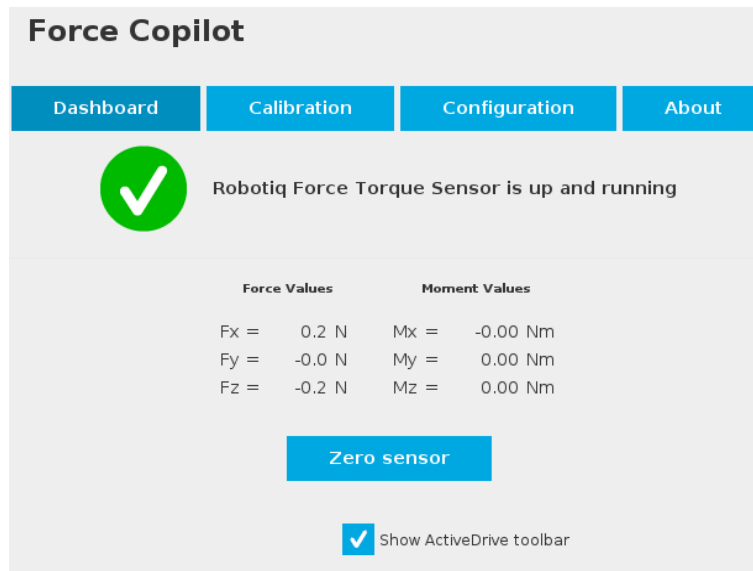 Force Copilot
Dashboard Calibration Configuration About
Robotiq Force Torque Sensor is up and running
Force Values Moment Values
Fx = 0.2 N Mx = -0.00 Nm
Fy = -0.0 N My = 0.00 Nm
Fz = -0.2 N Mz = 0.00 Nm
Zero sensor
Show ActiveDrive toolbar